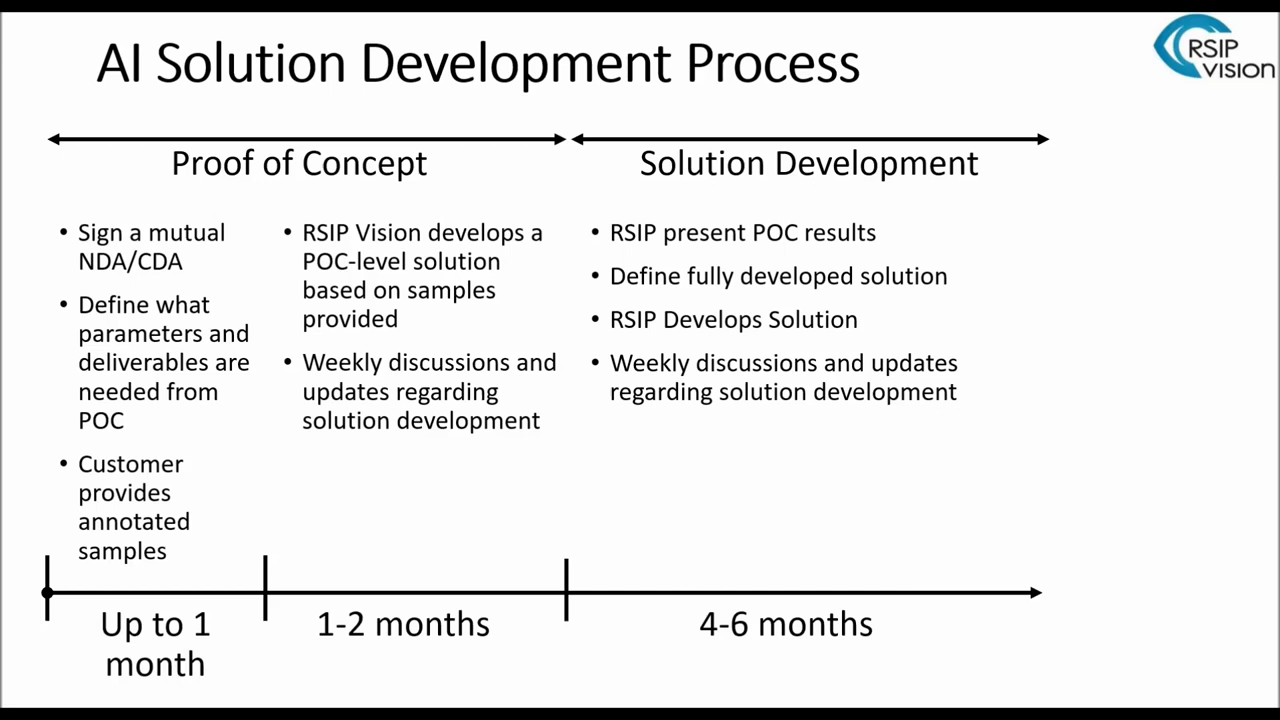 AI Solution Development Process
RSIP
vision
Proof of Concept
Solution Development
• Sign a mutual
NDA/CDA
• Define what
parameters and
deliverables are
needed from
POC
• Customer
provides
annotated
samples
• RSIP Vision develops a
POC-level solution
based on samples
provided
• Weekly discussions and
updates regarding
solution development
• RSIP present POC results
• Define fully developed solution
• RSIP Develops Solution
• Weekly discussions and updates
regarding solution development
Up to 1
month
1-2 months
4-6 months